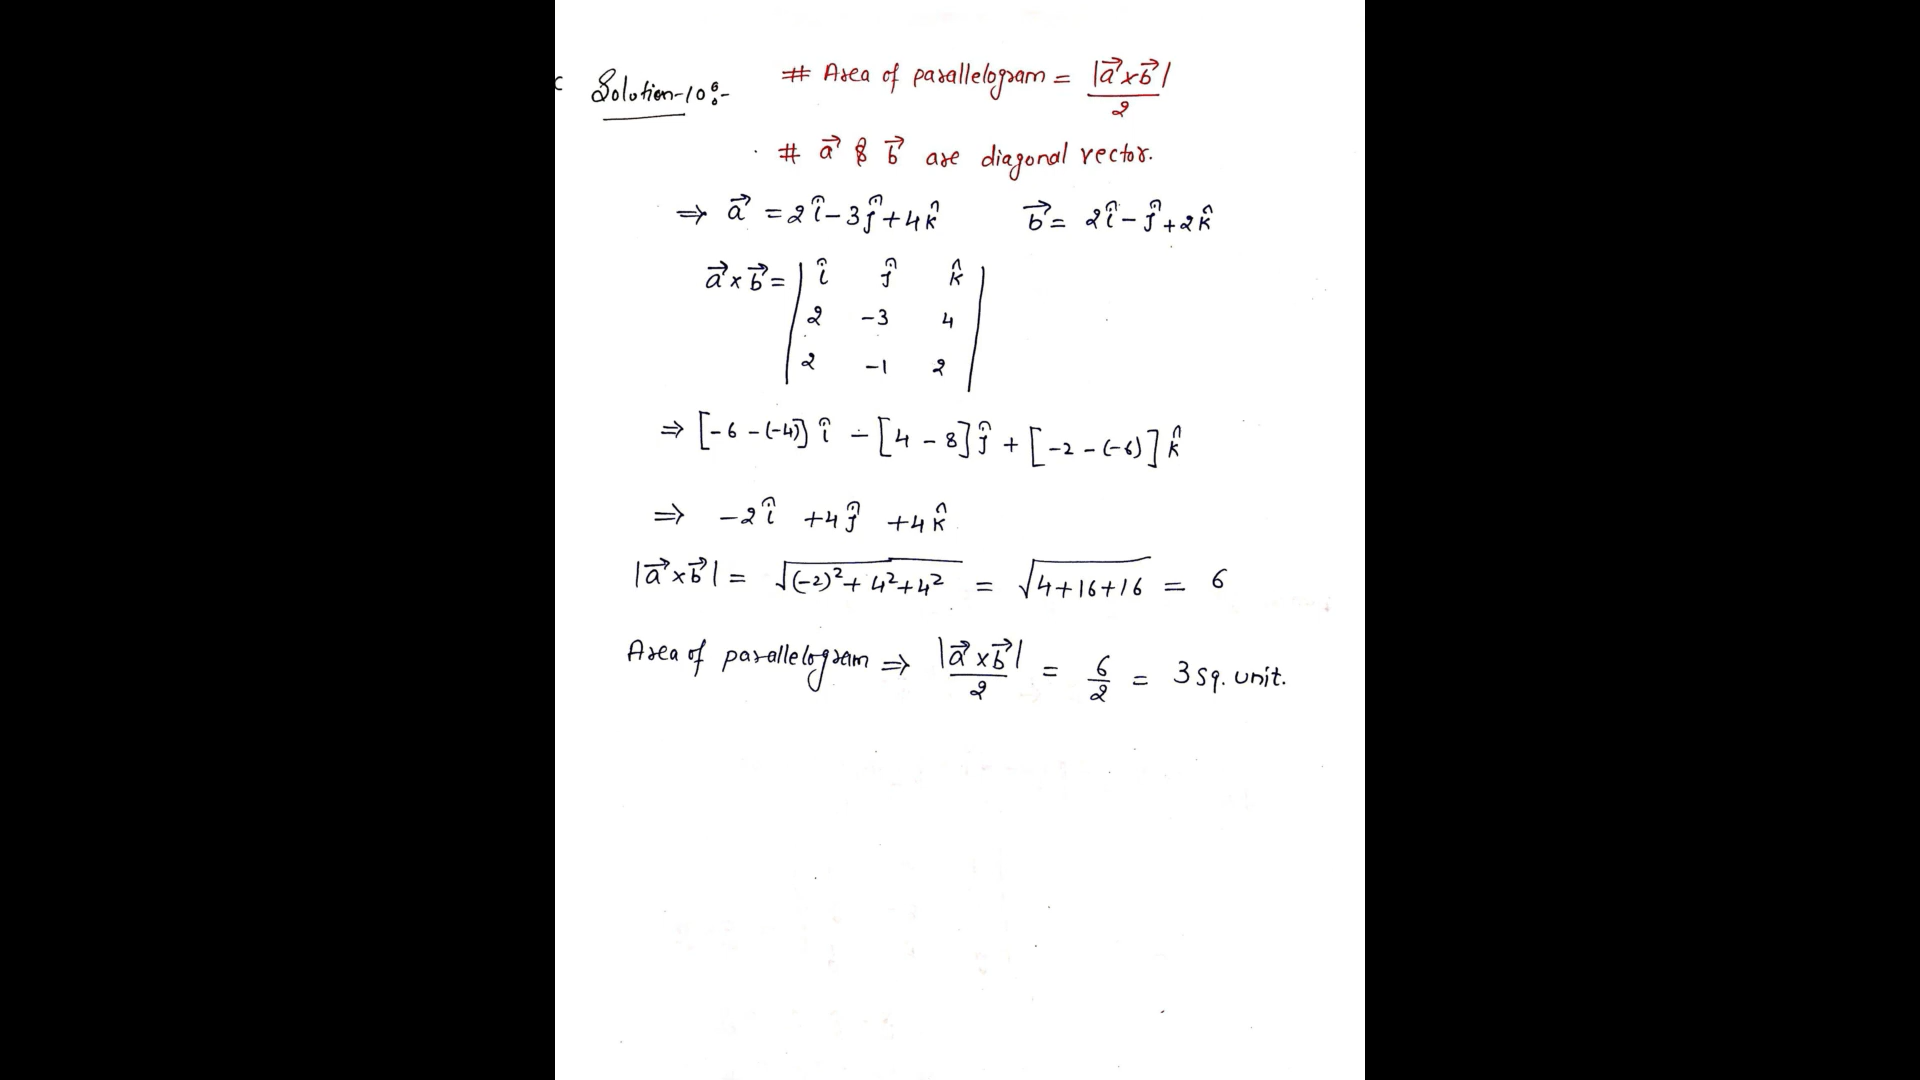 Solution-10:-
# Area of parallelogram = |a⃗×b⃗| / 2
# a⃗ & b⃗ are diagonal vector.
⇒ a⃗ = 2î-3ĵ+4k̂ b⃗ = 2î-ĵ+2k̂
a⃗×b⃗ = | î ĵ k̂ |
2 -3 4
2 -1 2
⇒ [-6-(-4)] î - [4-8] ĵ + [-2-(-6)] k̂
⇒ -2î +4ĵ +4k̂
|a⃗×b⃗| = √(-2)²+4²+4² = √4+16+16 = 6
Area of parallelogram ⇒ |a⃗×b⃗| / 2 = 6/2 = 3 sq. unit.